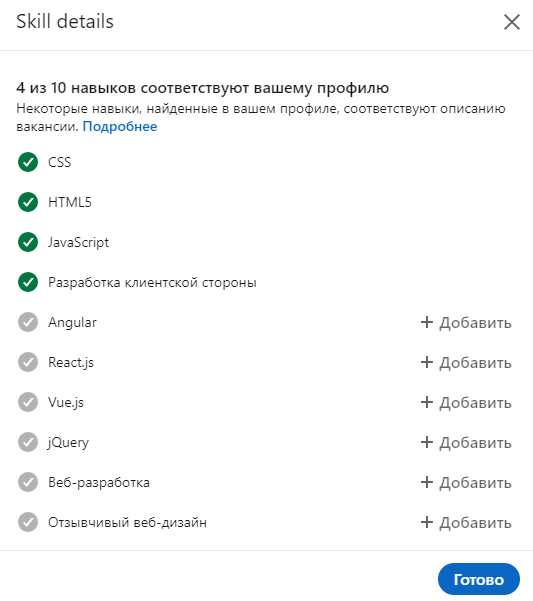 Skill details
4 из 10 навыков соответствуют вашему профилю
Некоторые навыки, найденные в вашем профиле, соответствуют описанию
вакансии. Подробнее
CSS
HTML5
JavaScript
Разработка клиентской стороны
Angular + Добавить
React.js + Добавить
Vue.js + Добавить
jQuery + Добавить
Веб-разработка + Добавить
Отзывчивый веб-дизайн + Добавить
Готово